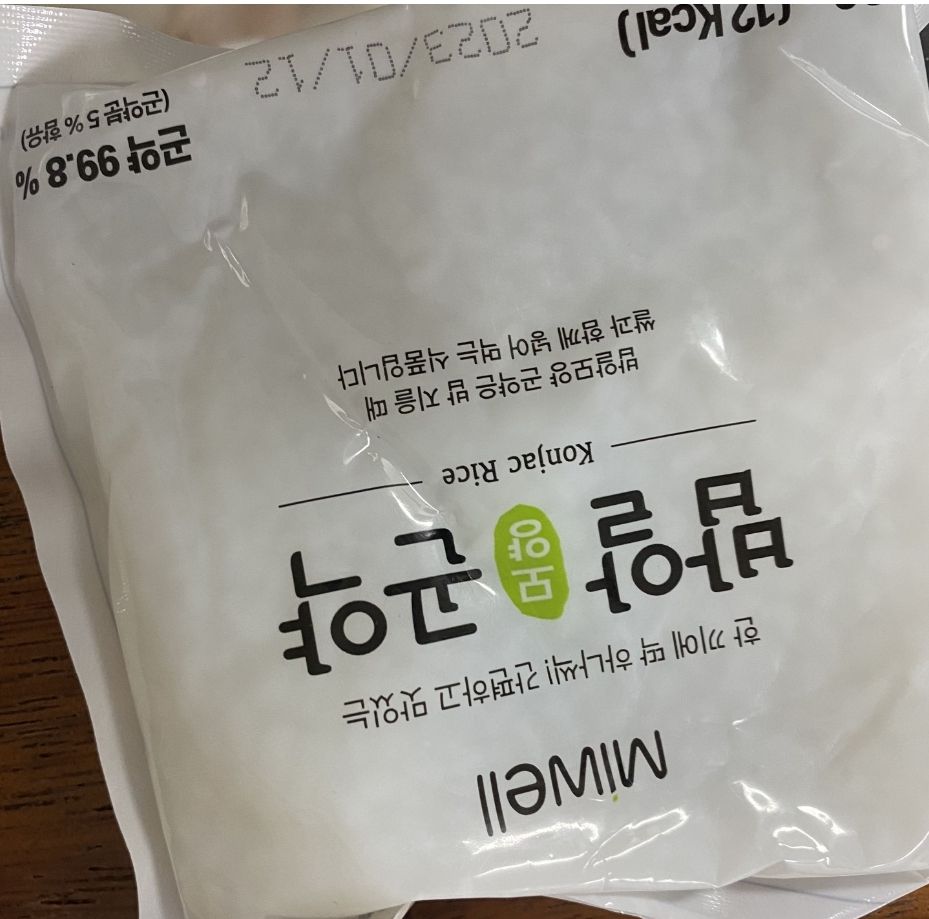 Miwell
한 끼에 딱 하나씩! 간편하고 맛있는
밥알 모양 곤약
Konjac Rice
밥알모양 곤약은 밥 지을 때
쌀과 함께 넣어 먹는 식품입니다
곤약 99.8 %
(곤약분 5 % 함유)
(12 Kcal)
2023/01/12